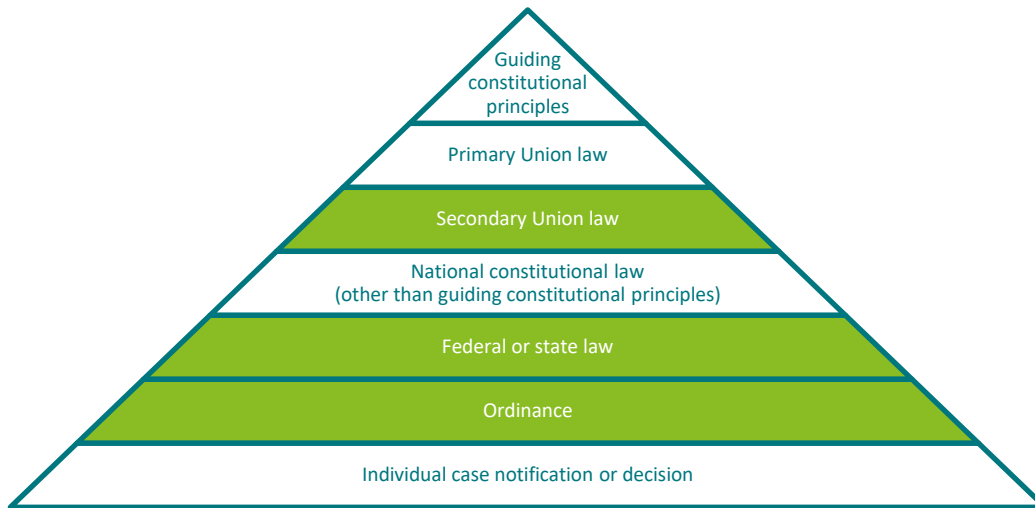 Guiding
constitutional
principles
Primary Union law
Secondary Union law
National constitutional law
(other than guiding constitutional principles)
Federal or state law
Ordinance
Individual case notification or decision